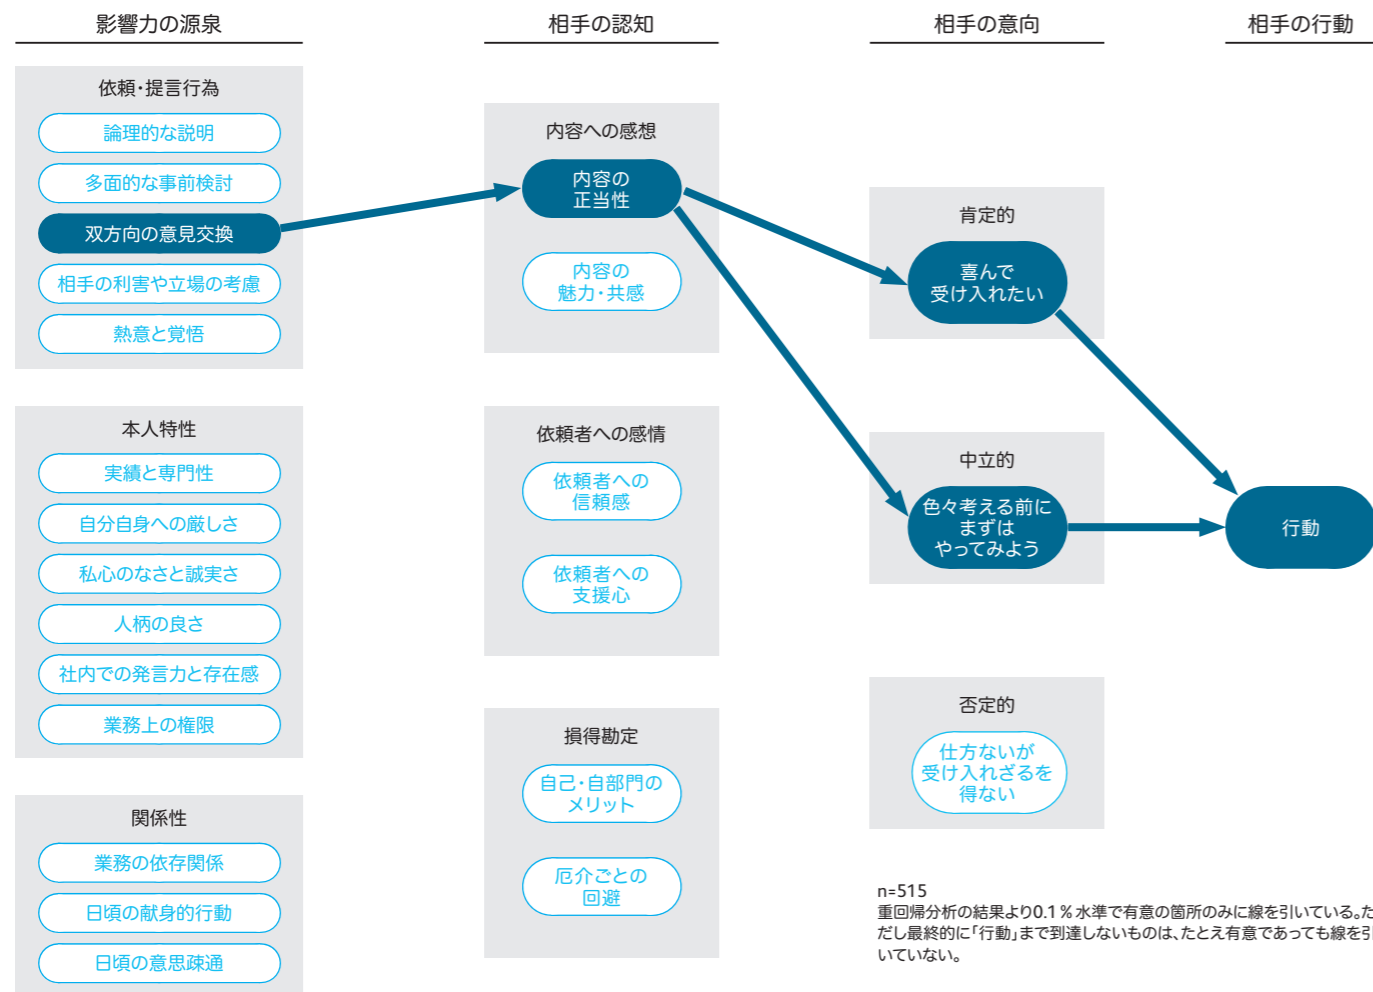 影響力の源泉
相手の認知
相手の意向
相手の行動
依頼・提言行為
論理的な説明
多面的な事前検討
双方向の意見交換
相手の利害や立場の考慮
熱意と覚悟
本人特性
実績と専門性
自分自身への厳しさ
私心のなさと誠実さ
人柄の良さ
社内での発言力と存在感
業務上の権限
関係性
業務の依存関係
日頃の献身的行動
日頃の意思疎通
内容への感想
内容の
正当性
内容の
魅力・共感
依頼者への感情
依頼者への
信頼感
依頼者への
支援心
損得勘定
自己・自部門の
メリット
厄介ごとの
回避
肯定的
喜んで
受け入れたい
中立的
色々考える前に
まずは
やってみよう
否定的
仕方ないが
受け入れざるを
得ない
行動
n=515
重回帰分析の結果より0.1％水準で有意の箇所のみに線を引いている。た
だし最終的に「行動」まで到達しないものは、たとえ有意であっても線を引
いていない。